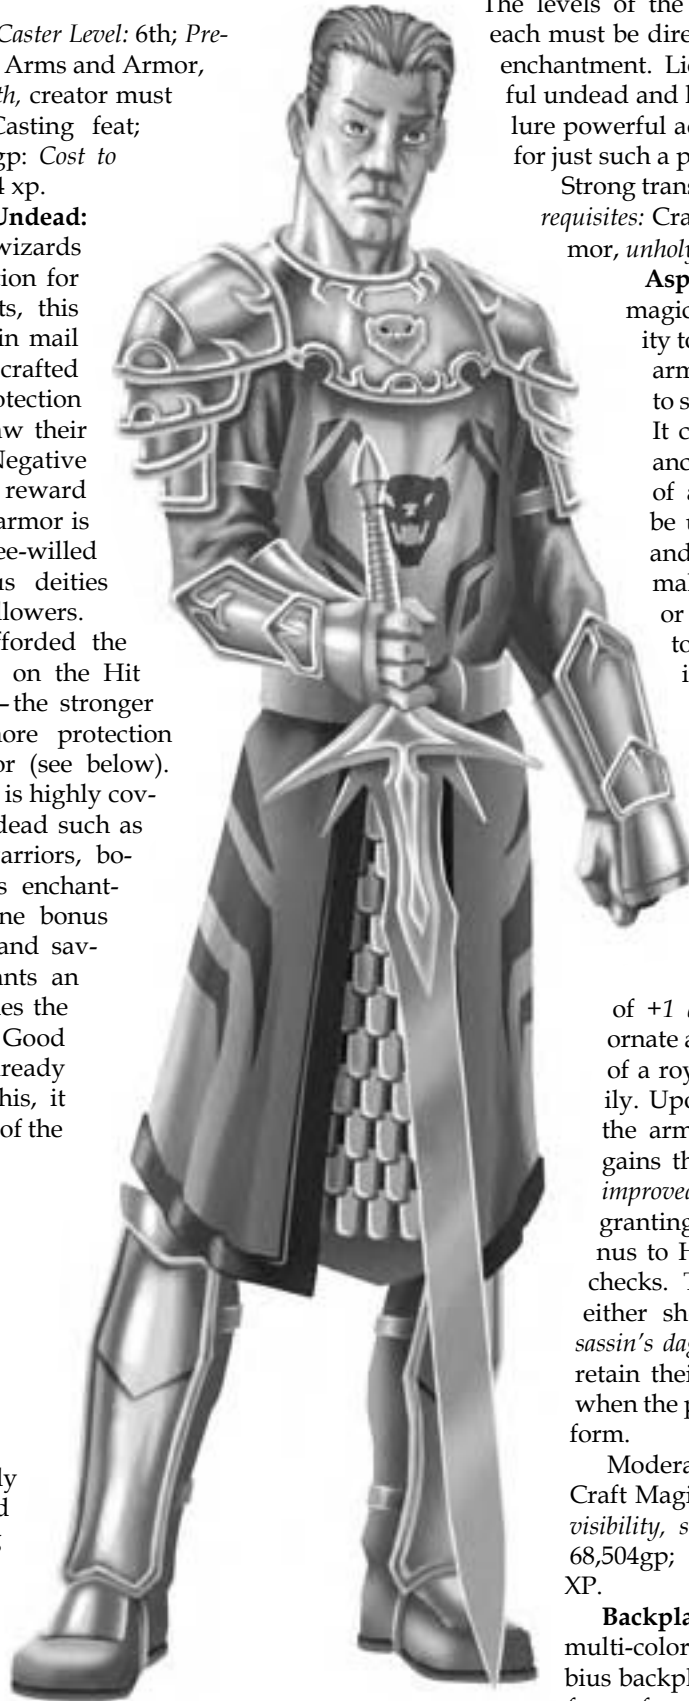 Caster Level: 6th; Pre-
Arms and Armor,
th, creator must
Casting feat;
gp: Cost to
4 xp.
Undead:
wizards
ion for
ts, this
in mail
crafted
otection
aw their
Negative
reward
armor is
ee-willed
us deities
llowers.
fforded the
on the Hit
– the stronger
ore protection
or (see below).
is highly cov-
dead such as
arriors, bo-
s enchant-
ne bonus
and sav-
ants an
es the
Good
lready
his, it
of the
ly
d
The levels of the
each must be dire
enchantment. Lic
ful undead and h
lure powerful ad
for just such a p
Strong trans
requisites: Cra
mor, unholy
Asp
magic
ity to
arm
to s
It c
anc
of a
be u
and
mal
or
to
i
of +1
ornate a
of a roy
ily. Upo
the arm
gains th
improved
granting
nus to H
checks. T
either sh
sassin's dag
retain thei
when the p
form.
Modera
Craft Magi
visibility, s
68,504gp;
XP.
Backpla
multi-color
bius backpl